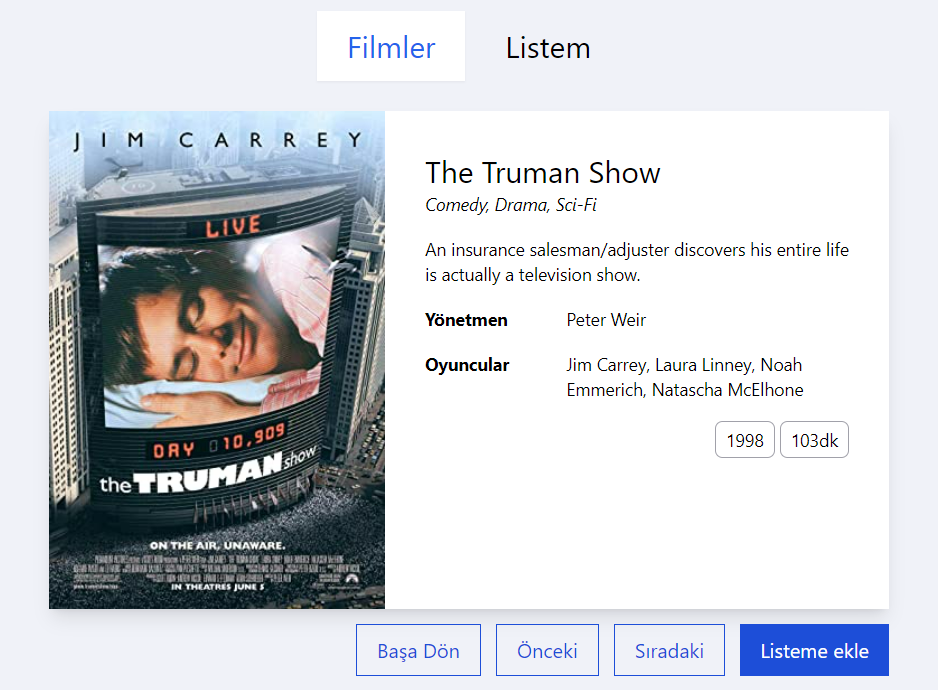 Filmler
Listem
JIM CARREY
LIVE
DAY 10,909
the TRUMAN show
ON THE AIR, UNAWARE.
IN THEATRES JUNE 5
The Truman Show
Comedy, Drama, Sci-Fi
An insurance salesman/adjuster discovers his entire life
is actually a television show.
Yönetmen Peter Weir
Oyuncular Jim Carrey, Laura Linney, Noah
Emmerich, Natascha McElhone
1998
103dk
Başa Dön
Önceki
Sıradaki
Listeme ekle